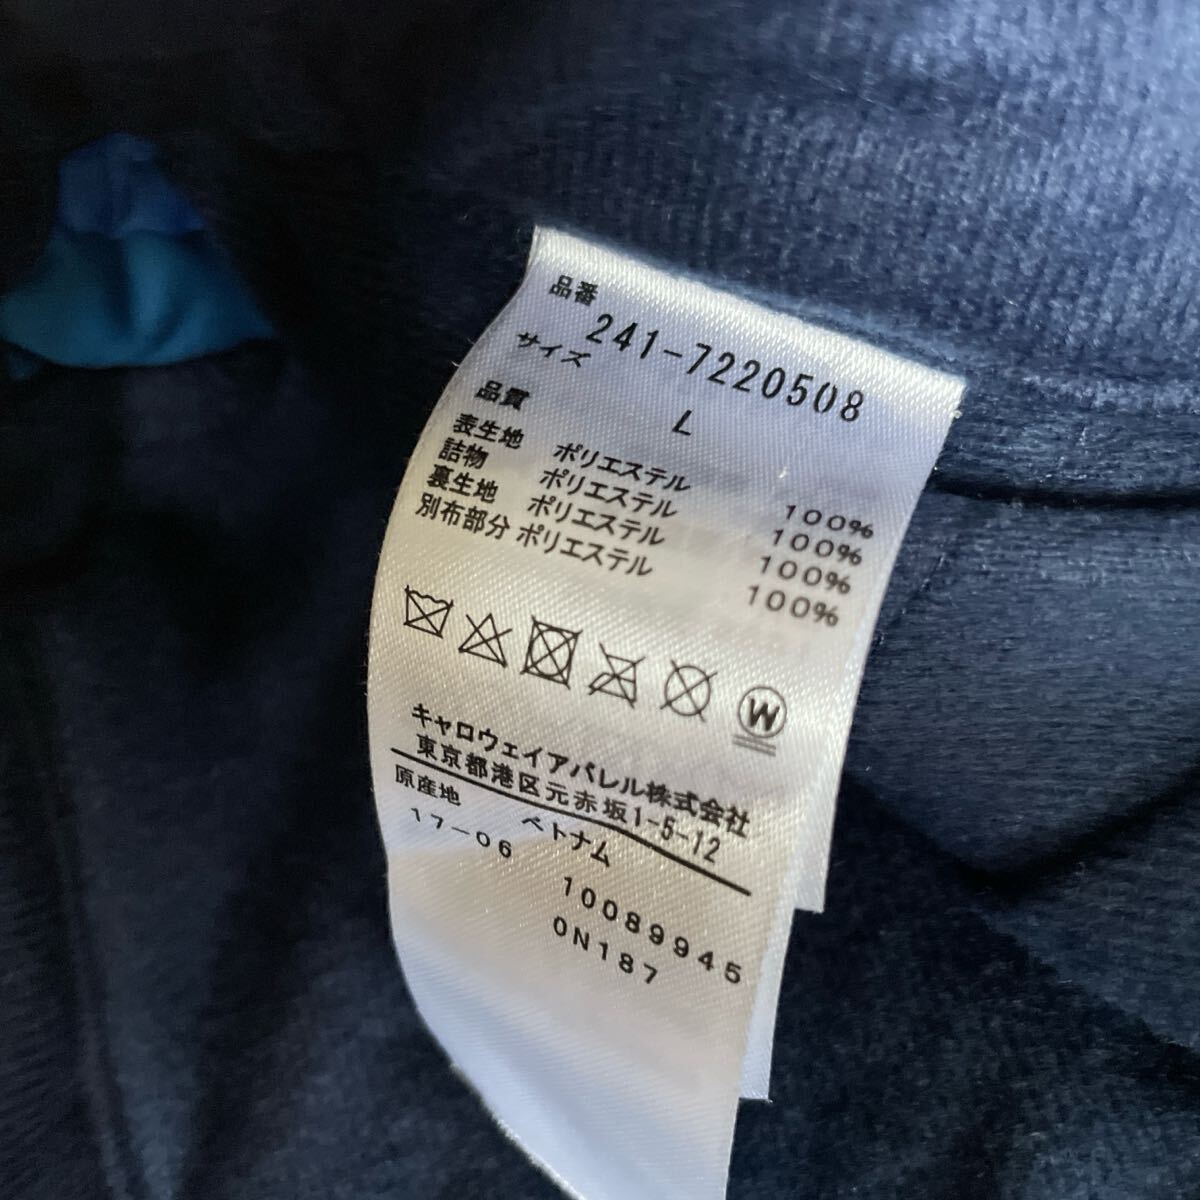 品番
241-7220508
サイズ
L
品質
表生地 ポリエステル 100%
詰物 ポリエステル 100%
裏生地 ポリエステル 100%
別布部分 ポリエステル 100%
W
キャロウェイアパレル株式会社
東京都港区元赤坂1-5-12
原産地 ベトナム
17-06
10089945
0N187